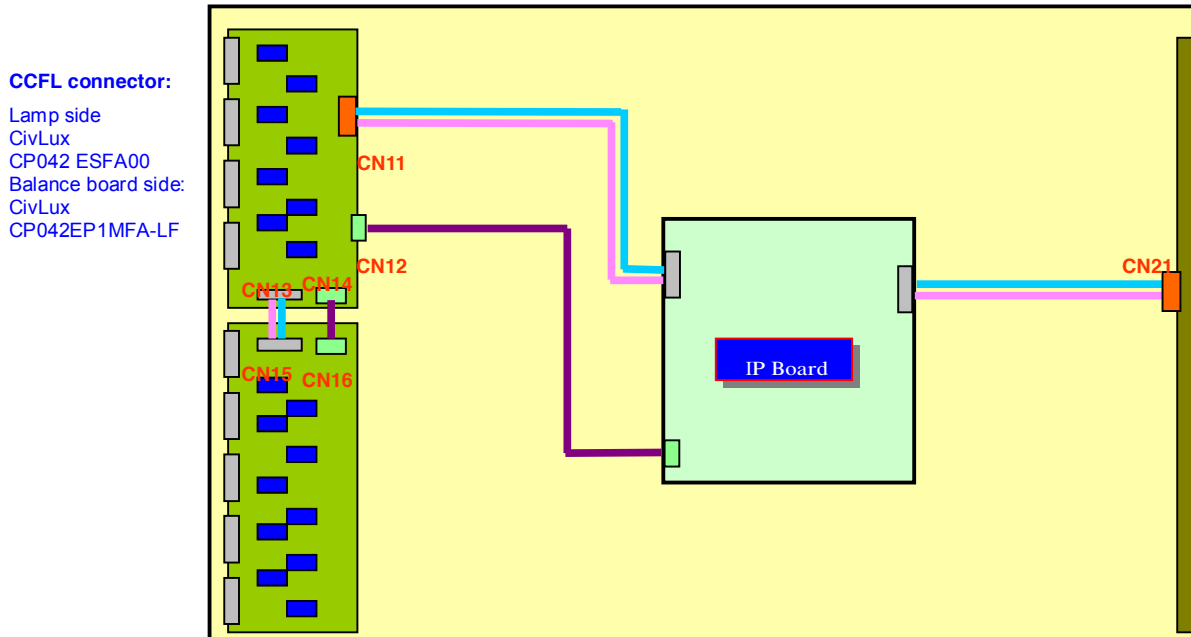 CCFL connector:
Lamp side
CivLux
CP042 ESFA00
Balance board side:
CivLux
CP042EP1MFA-LF
CN11
CN12
CN21
CN13
CN14
CN15
CN16
IP Board